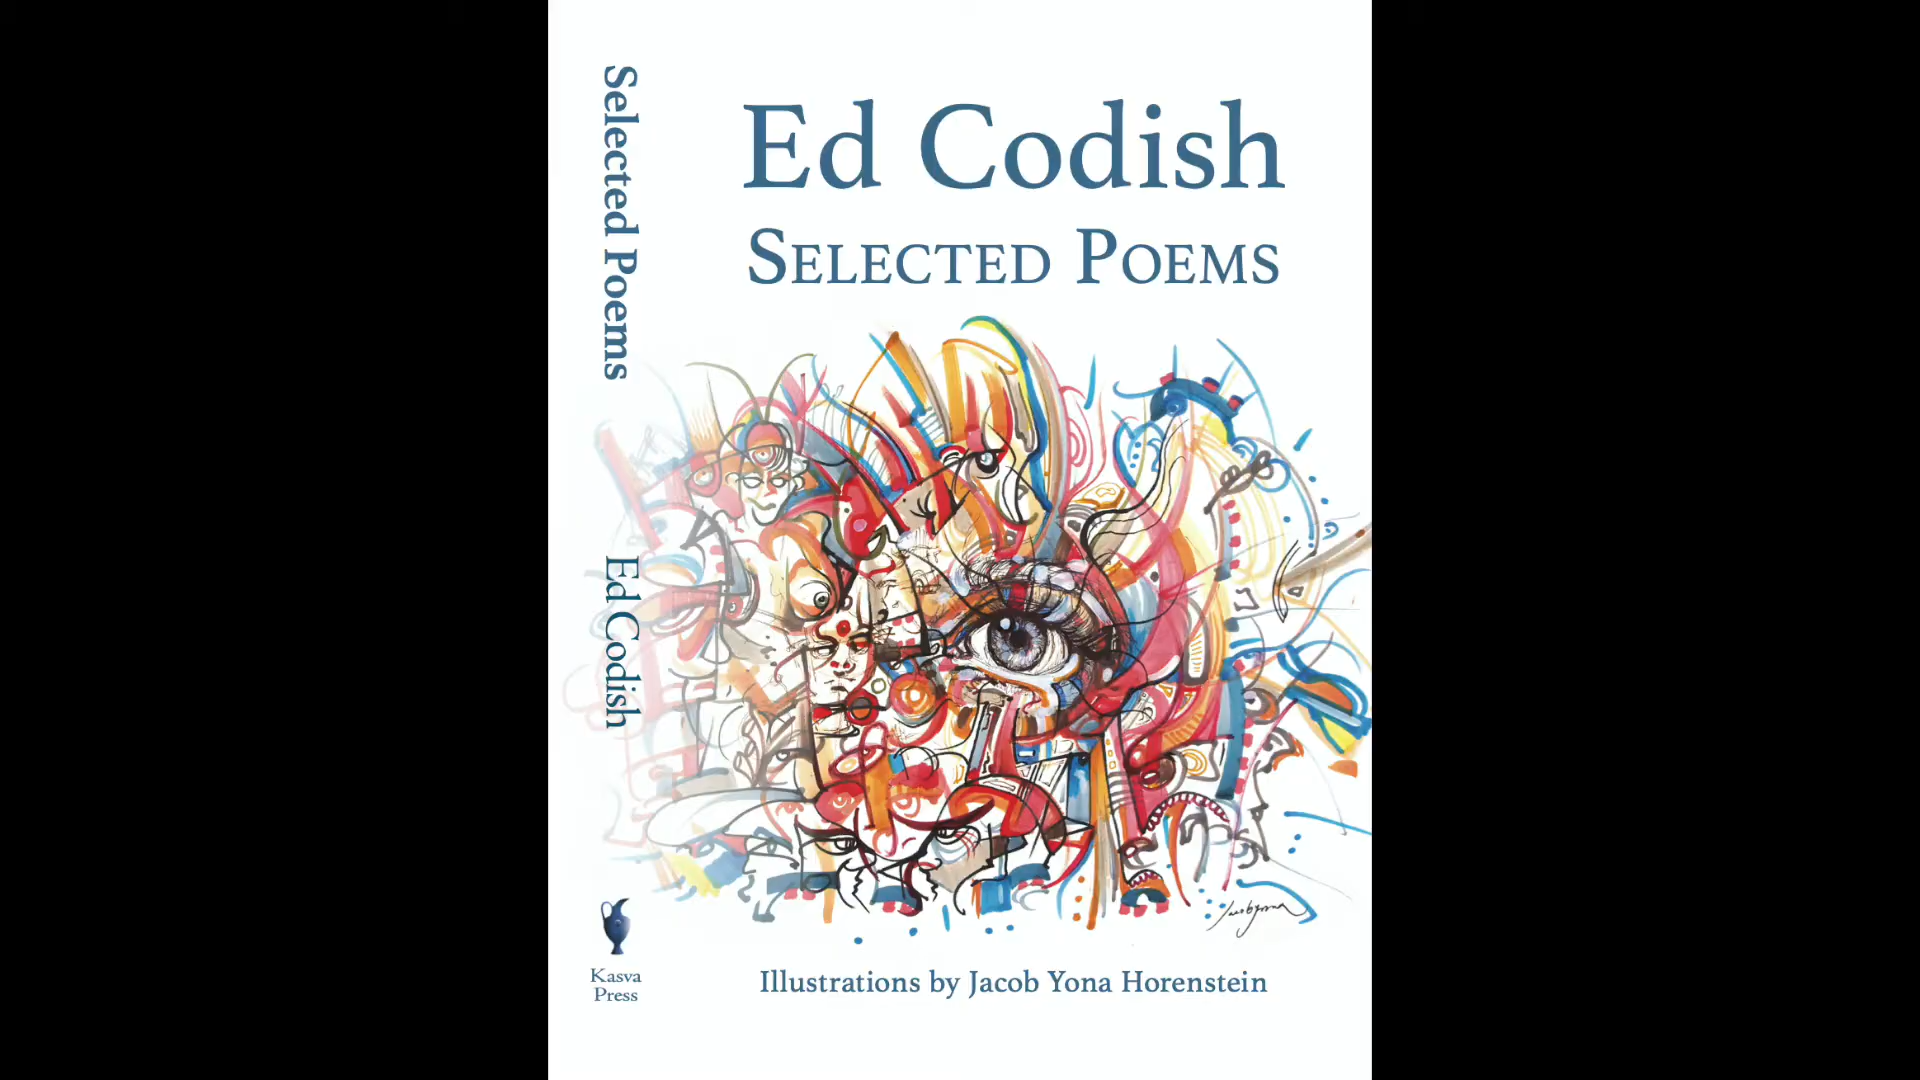 Selected Poems
Ed Codish
Kasva
Press
Ed Codish
SELECTED POEMS
Illustrations by Jacob Yona Horenstein